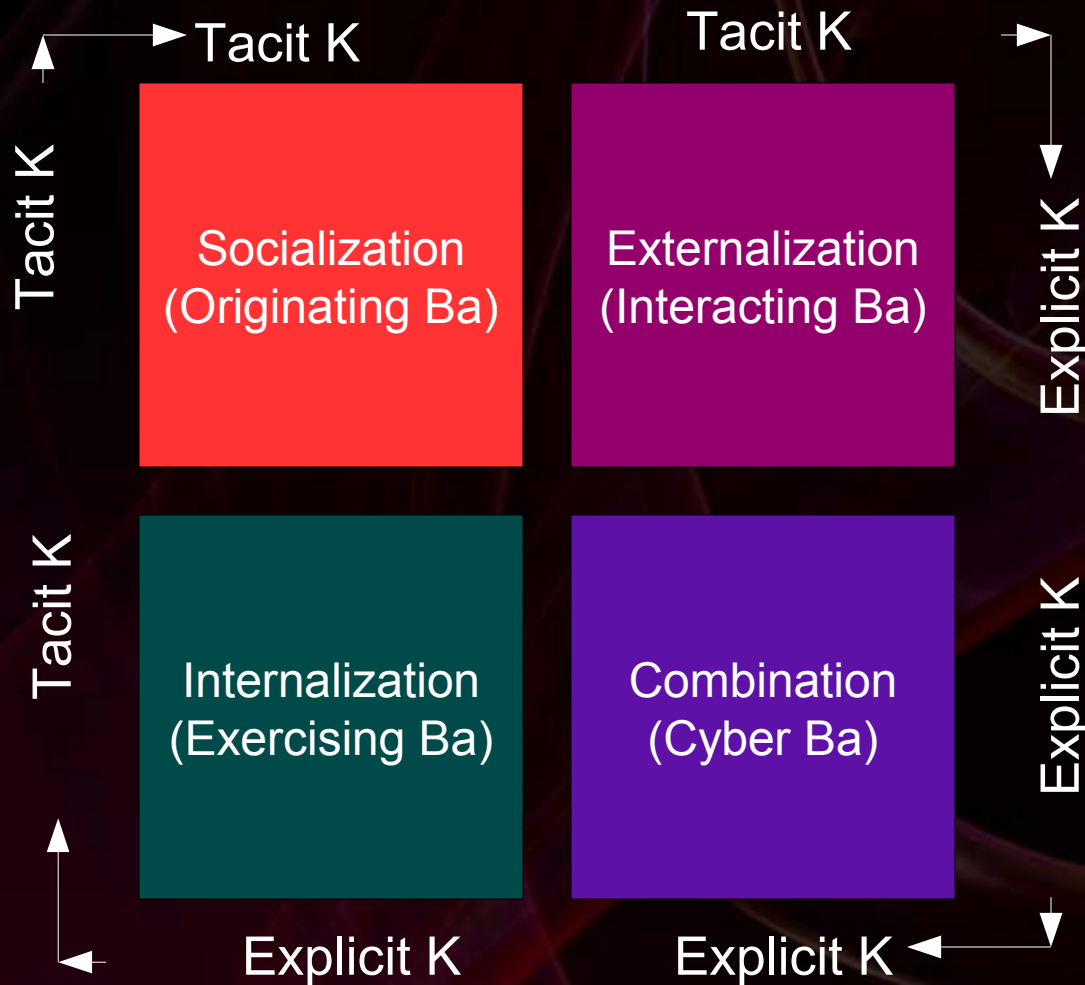 Tacit K
Tacit K
Tacit K
Explicit K
Socialization
(Originating Ba)
Externalization
(Interacting Ba)
Tacit K
Explicit K
Internalization
(Exercising Ba)
Combination
(Cyber Ba)
Explicit K
Explicit K